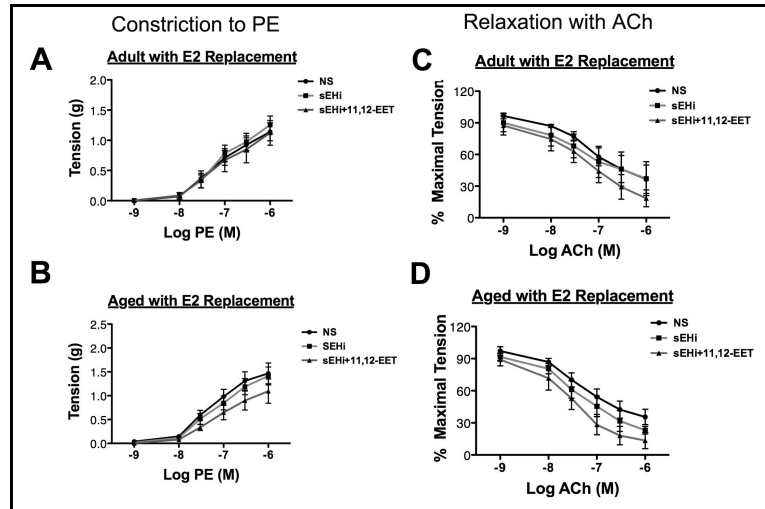 Constriction to PE
Relaxation with ACh
A
Adult with E2 Replacement
Tension (g)
2.0
1.5
1.0
0.5
0.0
-9
-8
-7
-6
Log PE (M)
NS
sEHi
sEHi+11,12-EET
C
Adult with E2 Replacement
% Maximal Tension
120
90
60
30
0
-9
-8
-7
-6
Log ACh (M)
NS
sEHi
sEHi+11,12-EET
B
Aged with E2 Replacement
Tension (g)
2.5
2.0
1.5
1.0
0.5
0.0
-9
-8
-7
-6
Log PE (M)
NS
SEHi
sEHi+11,12-EET
D
Aged with E2 Replacement
% Maximal Tension
120
90
60
30
0
-9
-8
-7
-6
Log ACh (M)
NS
sEHi
sEHi+11,12-EET